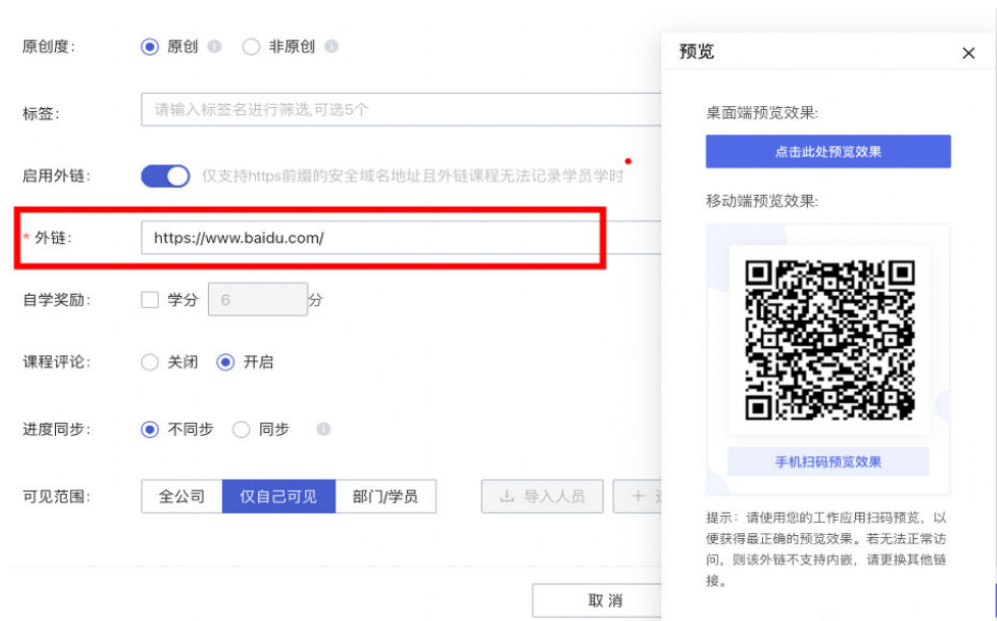 原创度：
原创
非原创
标签：
请输入标签名进行筛选,可选5个
启用外链：
仅支持https前缀的安全域名地址且外链课程无法记录学员学时
* 外链：
https://www.baidu.com/
自学奖励：
学分
6
分
课程评论：
关闭
开启
进度同步：
不同步
同步
可见范围：
全公司
仅自己可见
部门/学员
导入人员
取 消
预览
桌面端预览效果:
点击此处预览效果
移动端预览效果:
手机扫码预览效果
提示：请使用您的工作应用扫码预览，以
便获得最正确的预览效果。若无法正常访
问，则该外链不支持内嵌，请更换其他链
接。